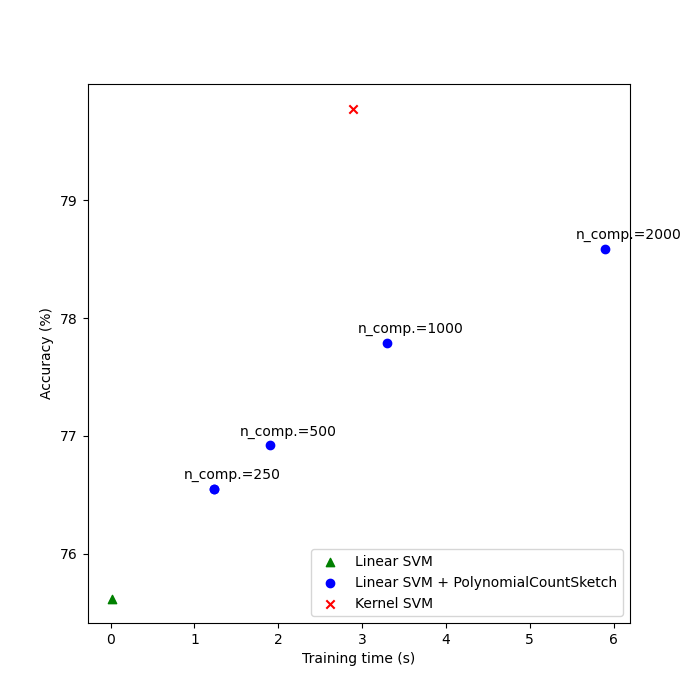 79
78
77
76
Accuracy (%)
n_comp.=2000
n_comp.=1000
n_comp.=500
n_comp.=250
Linear SVM
Linear SVM + PolynomialCountSketch
Kernel SVM
0 1 2 3 4 5 6
Training time (s)